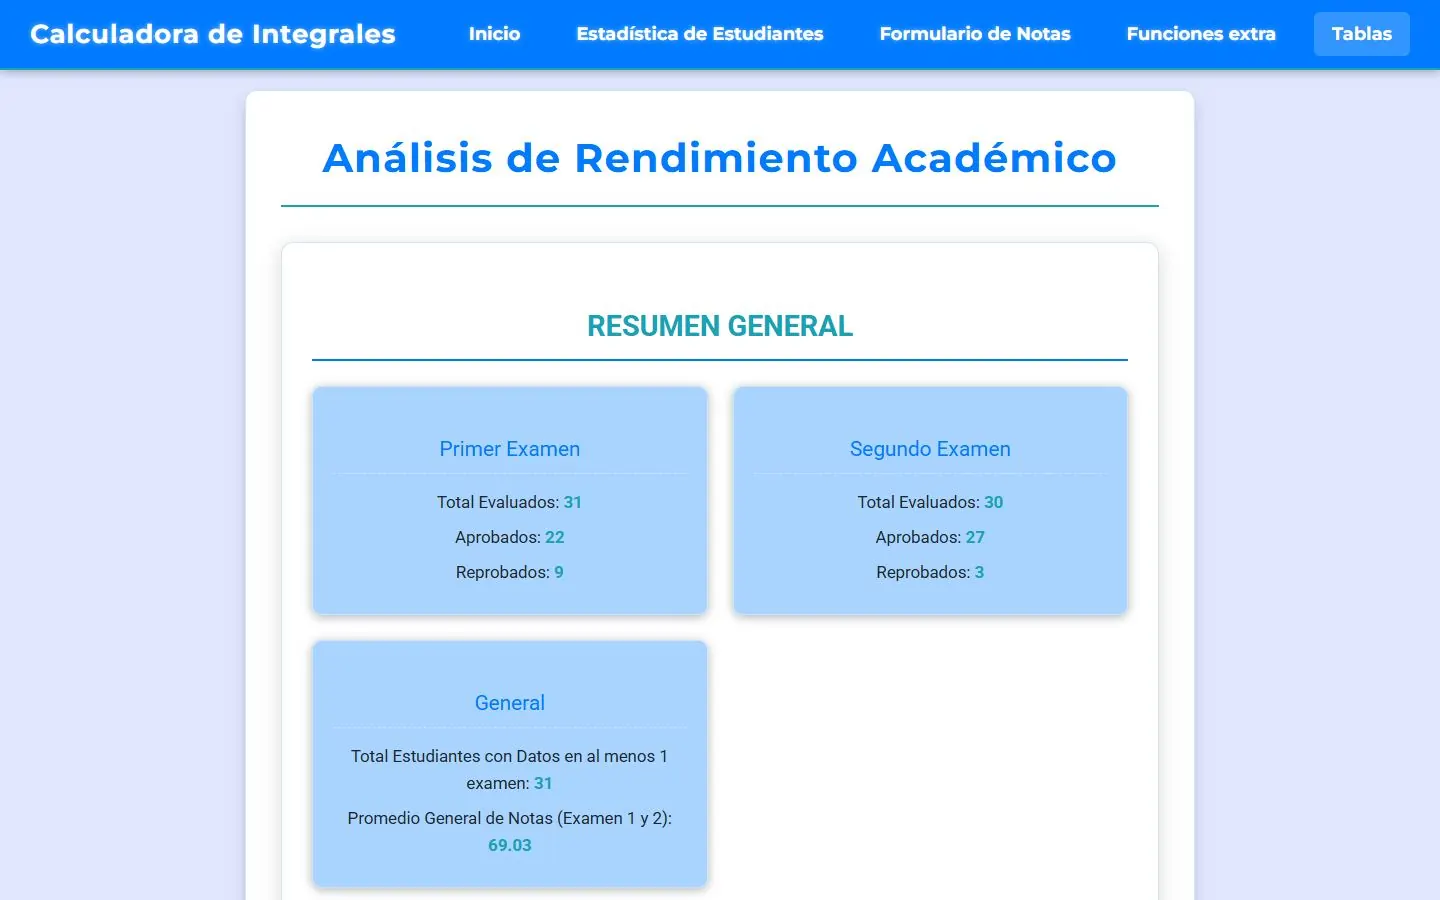 Calculadora de Integrales
Inicio
Estadística de Estudiantes
Formulario de Notas
Funciones extra
Tablas
Análisis de Rendimiento Académico
RESUMEN GENERAL
Primer Examen
Total Evaluados: 31
Aprobados: 22
Reprobados: 9
Segundo Examen
Total Evaluados: 30
Aprobados: 27
Reprobados: 3
General
Total Estudiantes con Datos en al menos 1
examen: 31
Promedio General de Notas (Examen 1 y 2):
69.03